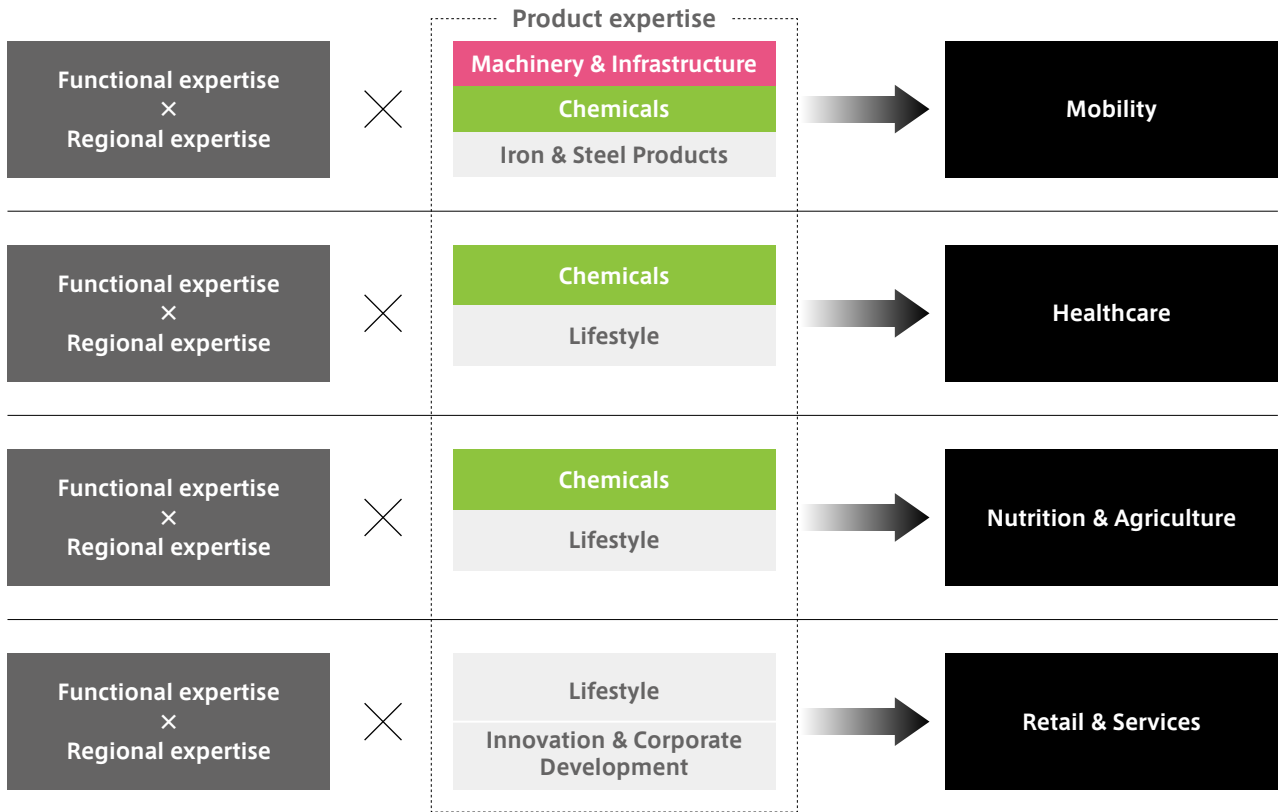 Product expertise
Functional expertise
×
Regional expertise
×
Machinery & Infrastructure
Chemicals
Iron & Steel Products
Mobility
Functional expertise
×
Regional expertise
×
Chemicals
Lifestyle
Healthcare
Functional expertise
×
Regional expertise
×
Chemicals
Lifestyle
Nutrition & Agriculture
Functional expertise
×
Regional expertise
×
Lifestyle
Innovation & Corporate
Development
Retail & Services